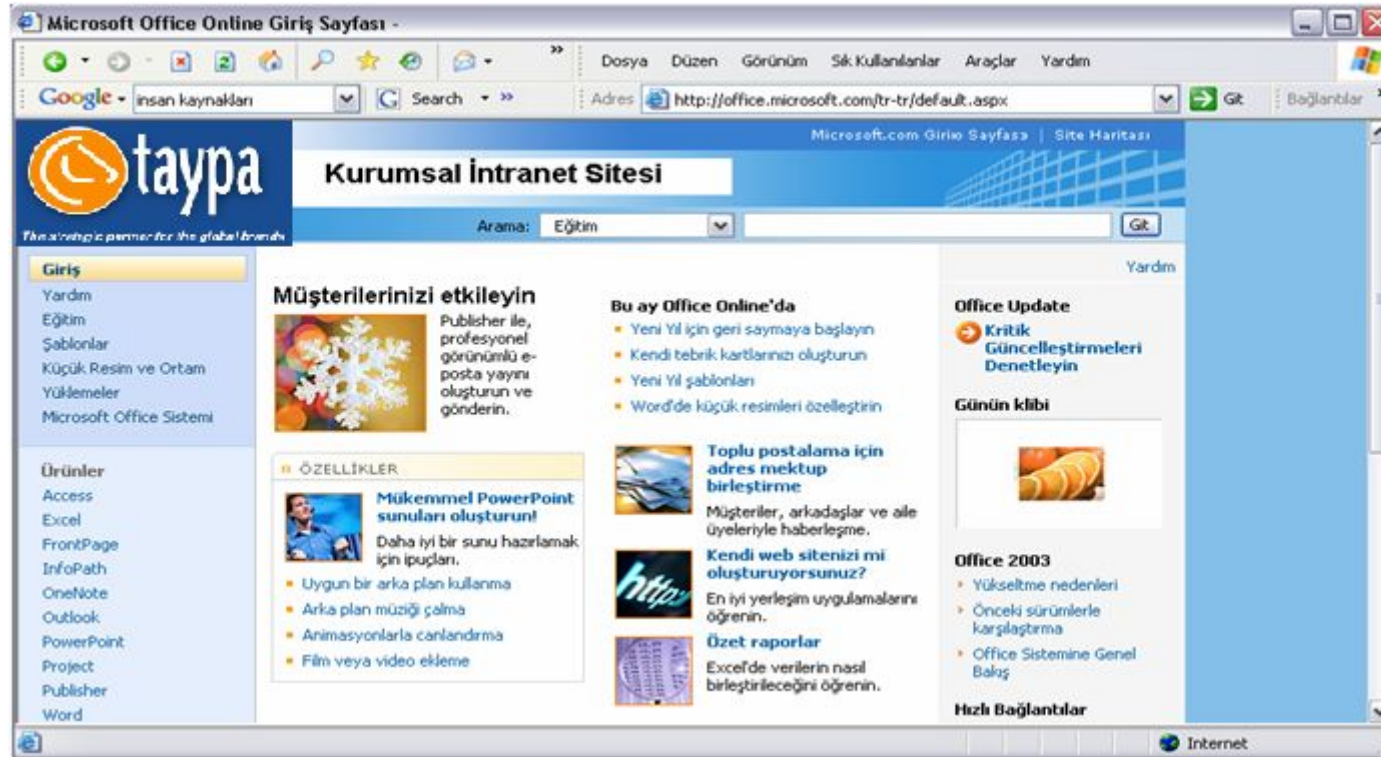 Microsoft Office Online Giriş Sayfası -
Dosya Düzen Görünüm Sık Kullanılanlar Araçlar Yardım
Google insan kaynakları Search Adres http://office.microsoft.com/tr-tr/default.aspx Git Bağlantılar
Microsoft.com Giriş Sayfası | Site Haritası
taypa
The strategic partner for the global brands
Kurumsal İntranet Sitesi
Arama: Eğitim Git
Giriş
Yardım
Eğitim
Şablonlar
Küçük Resim ve Ortam
Yüklemeler
Microsoft Office Sistemi
Ürünler
Access
Excel
FrontPage
InfoPath
OneNote
Outlook
PowerPoint
Project
Publisher
Word
Müşterilerinizi etkileyin
Publisher ile,
profesyonel
görünümlü e-
posta yayını
oluşturun ve
gönderin.
ÖZELLİKLER
Mükemmel PowerPoint
sunuları oluşturun!
Daha iyi bir sunu hazırlamak
için ipuçları.
Uygun bir arka plan kullanma
Arka plan müziği çalma
Animasyonlarla canlandırma
Film veya video ekleme
Bu ay Office Online'da
Yeni Yıl için geri saymaya başlayın
Kendi tebrik kartlarınızı oluşturun
Yeni Yıl şablonları
Word'de küçük resimleri özelleştirin
Toplu postalama için
adres mektup
birleştirme
Müşteriler, arkadaşlar ve aile
üyeleriyle haberleşme.
http:
Kendi web sitenizi mi
oluşturuyorsunuz?
En iyi yerleşim uygulamalarını
öğrenin.
Özet raporlar
Excel'de verilerin nasıl
birleştirileceğini öğrenin.
Yardım
Office Update
Kritik
Güncelleştirmeleri
Denetleyin
Günün klibi
Office 2003
Yükseltme nedenleri
Önceki sürümlerle
karşılaştırma
Office Sistemine Genel
Bakış
Hızlı Bağlantılar
Internet